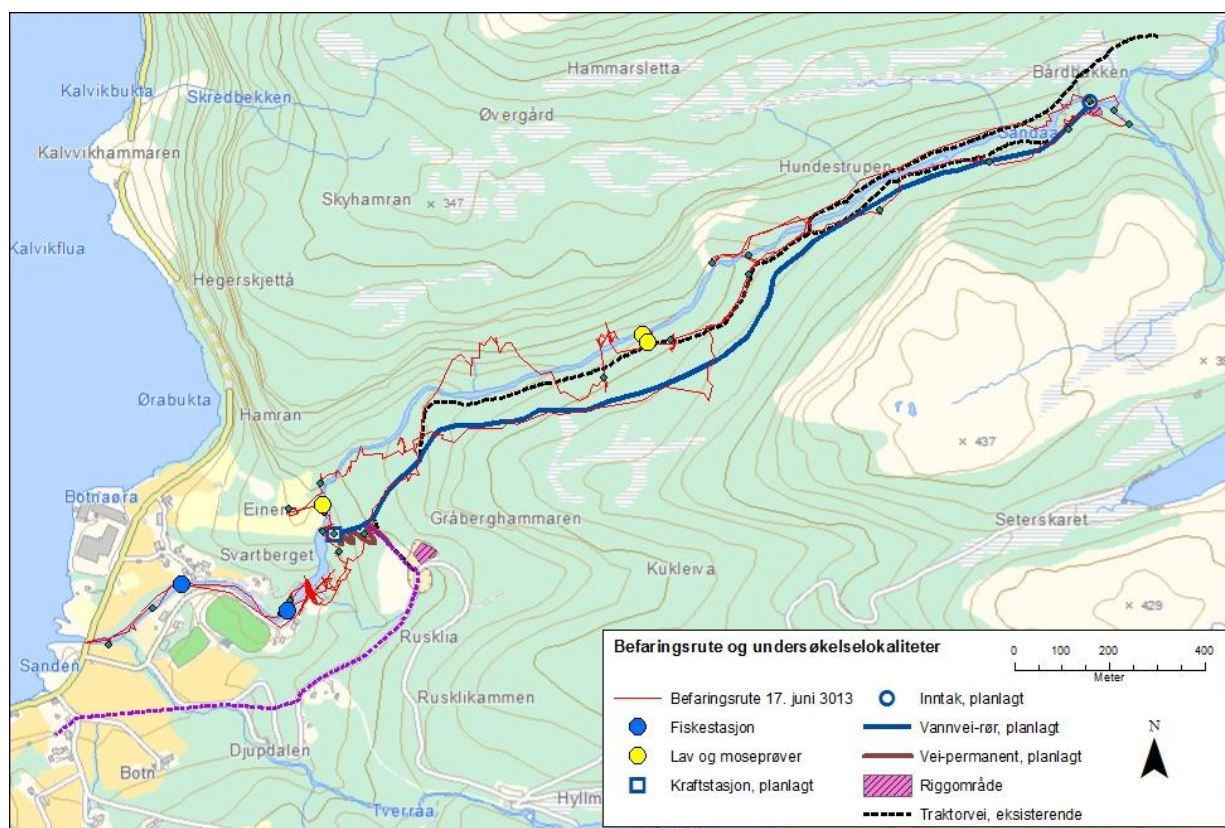 Kalvikbukta
Skredbekken
Hammarsletta
Bårdbekken
Øvergård
Kalvvikhammaren
Sandåa
Hundestrupen
Skyhamran
× 347
Kalvikflua
Hegerskjettå
Ørabukta
Hamran
× 437
Botnaøra
Einer
Gråberghammaren
Seterskaret
Svartberget
Kukleiva
× 429
Rusklia
Sanden
Rusklikammen
Djupdalen
Botn
Tverråa
Befaringsrute og undersøkelselokaliteter
0 100 200 400
Meter
Befaringsrute 17. juni 3013
Fiskestasjon
Lav og moseprøver
Kraftstasjon, planlagt
Inntak, planlagt
Vannvei-rør, planlagt
Vei-permanent, planlagt
Riggområde
Traktorvei, eksisterende
N